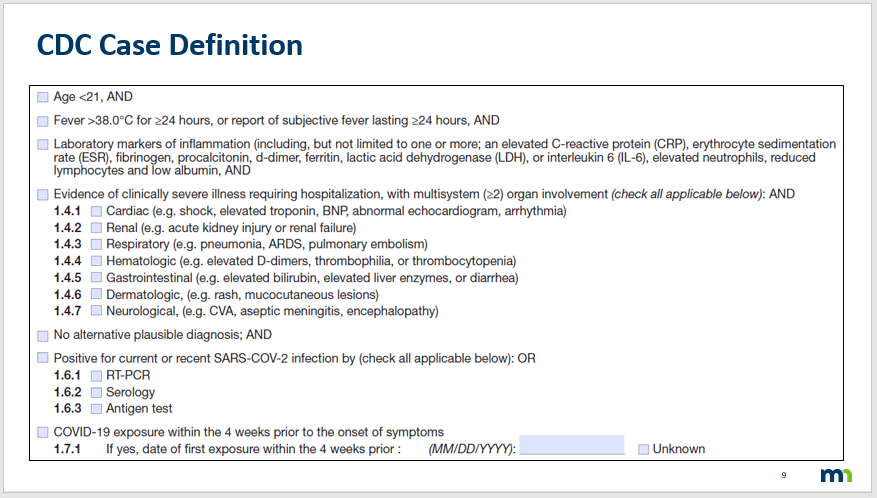 CDC Case Definition
Age <21, AND
Fever >38.0°C for ≥24 hours, or report of subjective fever lasting ≥24 hours, AND
Laboratory markers of inflammation (including, but not limited to one or more; an elevated C-reactive protein (CRP), erythrocyte sedimentation
rate (ESR), fibrinogen, procalcitonin, d-dimer, ferritin, lactic acid dehydrogenase (LDH), or interleukin 6 (IL-6), elevated neutrophils, reduced
lymphocytes and low albumin, AND
Evidence of clinically severe illness requiring hospitalization, with multisystem (≥2) organ involvement (check all applicable below): AND
1.4.1 Cardiac (e.g. shock, elevated troponin, BNP, abnormal echocardiogram, arrhythmia)
1.4.2 Renal (e.g. acute kidney injury or renal failure)
1.4.3 Respiratory (e.g. pneumonia, ARDS, pulmonary embolism)
1.4.4 Hematologic (e.g. elevated D-dimers, thrombophilia, or thrombocytopenia)
1.4.5 Gastrointestinal (e.g. elevated bilirubin, elevated liver enzymes, or diarrhea)
1.4.6 Dermatologic, (e.g. rash, mucocutaneous lesions)
1.4.7 Neurological, (e.g. CVA, aseptic meningitis, encephalopathy)
No alternative plausible diagnosis; AND
Positive for current or recent SARS-COV-2 infection by (check all applicable below): OR
1.6.1 RT-PCR
1.6.2 Serology
1.6.3 Antigen test
COVID-19 exposure within the 4 weeks prior to the onset of symptoms
1.7.1 If yes, date of first exposure within the 4 weeks prior : (MM/DD/YYYY): Unknown
9
mn